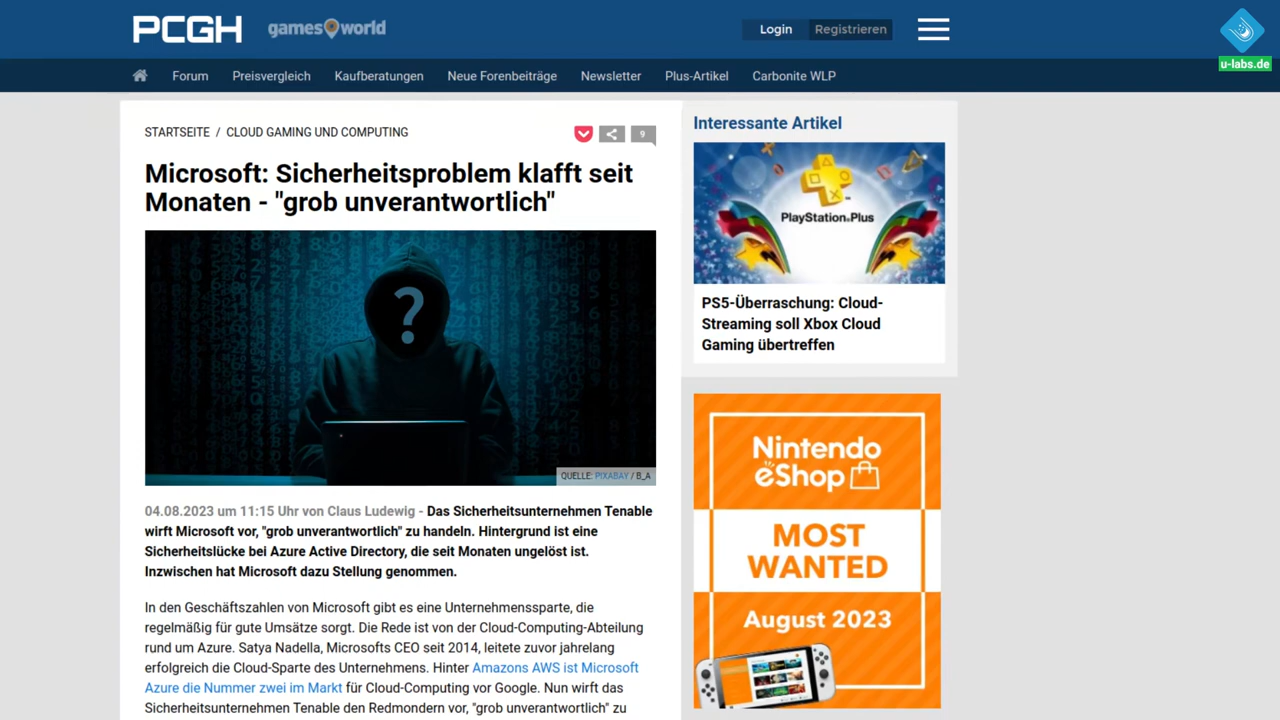 PCGH
games world
Login
Registrieren
u-labs.de
Forum
Preisvergleich
Kaufberatungen
Neue Forenbeiträge
Newsletter
Plus-Artikel
Carbonite WLP
STARTSEITE / CLOUD GAMING UND COMPUTING
9
Microsoft: Sicherheitsproblem klafft seit
Monaten - "grob unverantwortlich"
?
QUELLE: PIXABAY / B_A
04.08.2023 um 11:15 Uhr von Claus Ludewig - Das Sicherheitsunternehmen Tenable
wirft Microsoft vor, "grob unverantwortlich" zu handeln. Hintergrund ist eine
Sicherheitslücke bei Azure Active Directory, die seit Monaten ungelöst ist.
Inzwischen hat Microsoft dazu Stellung genommen.
In den Geschäftszahlen von Microsoft gibt es eine Unternehmenssparte, die
regelmäßig für gute Umsätze sorgt. Die Rede ist von der Cloud-Computing-Abteilung
rund um Azure. Satya Nadella, Microsofts CEO seit 2014, leitete zuvor jahrelang
erfolgreich die Cloud-Sparte des Unternehmens. Hinter Amazons AWS ist Microsoft
Azure die Nummer zwei im Markt für Cloud-Computing vor Google. Nun wirft das
Sicherheitsunternehmen Tenable den Redmondern vor, "grob unverantwortlich" zu
Interessante Artikel
PlayStation Plus
PS5-Überraschung: Cloud-
Streaming soll Xbox Cloud
Gaming übertreffen
Nintendo
eShop
MOST
WANTED
August 2023